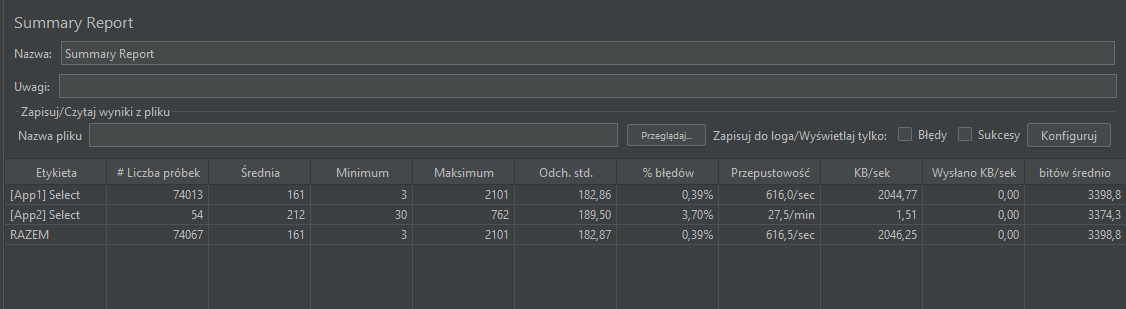 Summary Report
Nazwa: Summary Report
Uwagi:
Zapisuj/Czytaj wyniki z pliku
Nazwa pliku Przeglądaj... Zapisuj do loga/Wyświetlaj tylko: Błędy Sukcesy Konfiguruj
Etykieta # Liczba próbek Średnia Minimum Maksimum Odch. std. % błędów Przepustowość KB/sek Wysłano KB/sek bitów średnio
[App1] Select 74013 161 3 2101 182,86 0,39% 616,0/sec 2044,77 0,00 3398,8
[App2] Select 54 212 30 762 189,50 3,70% 27,5/min 1,51 0,00 3374,3
RAZEM 74067 161 3 2101 182,87 0,39% 616,5/sec 2046,25 0,00 3398,8